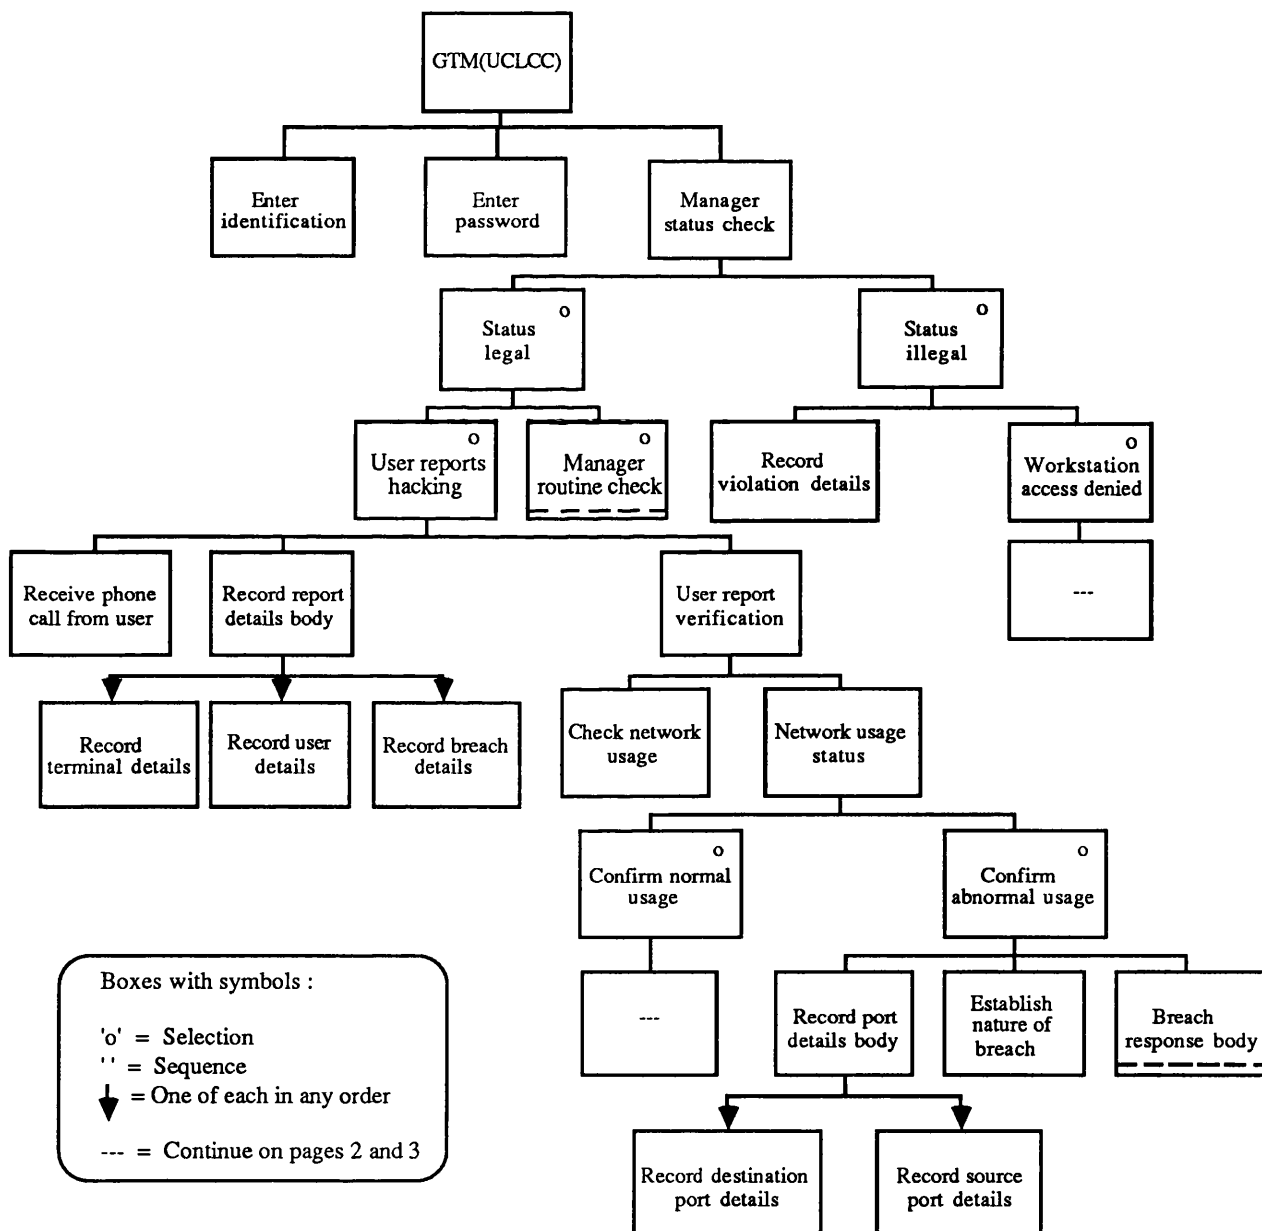 GTM(UCLCC)
Enter
identification
Enter
password
Manager
status check
o
Status
legal
o
Status
illegal
o
User reports
hacking
o
Manager
routine check
Record
violation details
o
Workstation
access denied
Receive phone
call from user
Record report
details body
User report
verification
---
Record
terminal details
Record user
details
Record breach
details
Check network
usage
Network usage
status
o
Confirm normal
usage
o
Confirm
abnormal usage
---
Record port
details body
Establish
nature of
breach
Breach
response body
Record destination
port details
Record source
port details
Boxes with symbols :
'o' = Selection
' ' = Sequence
= One of each in any order
--- = Continue on pages 2 and 3